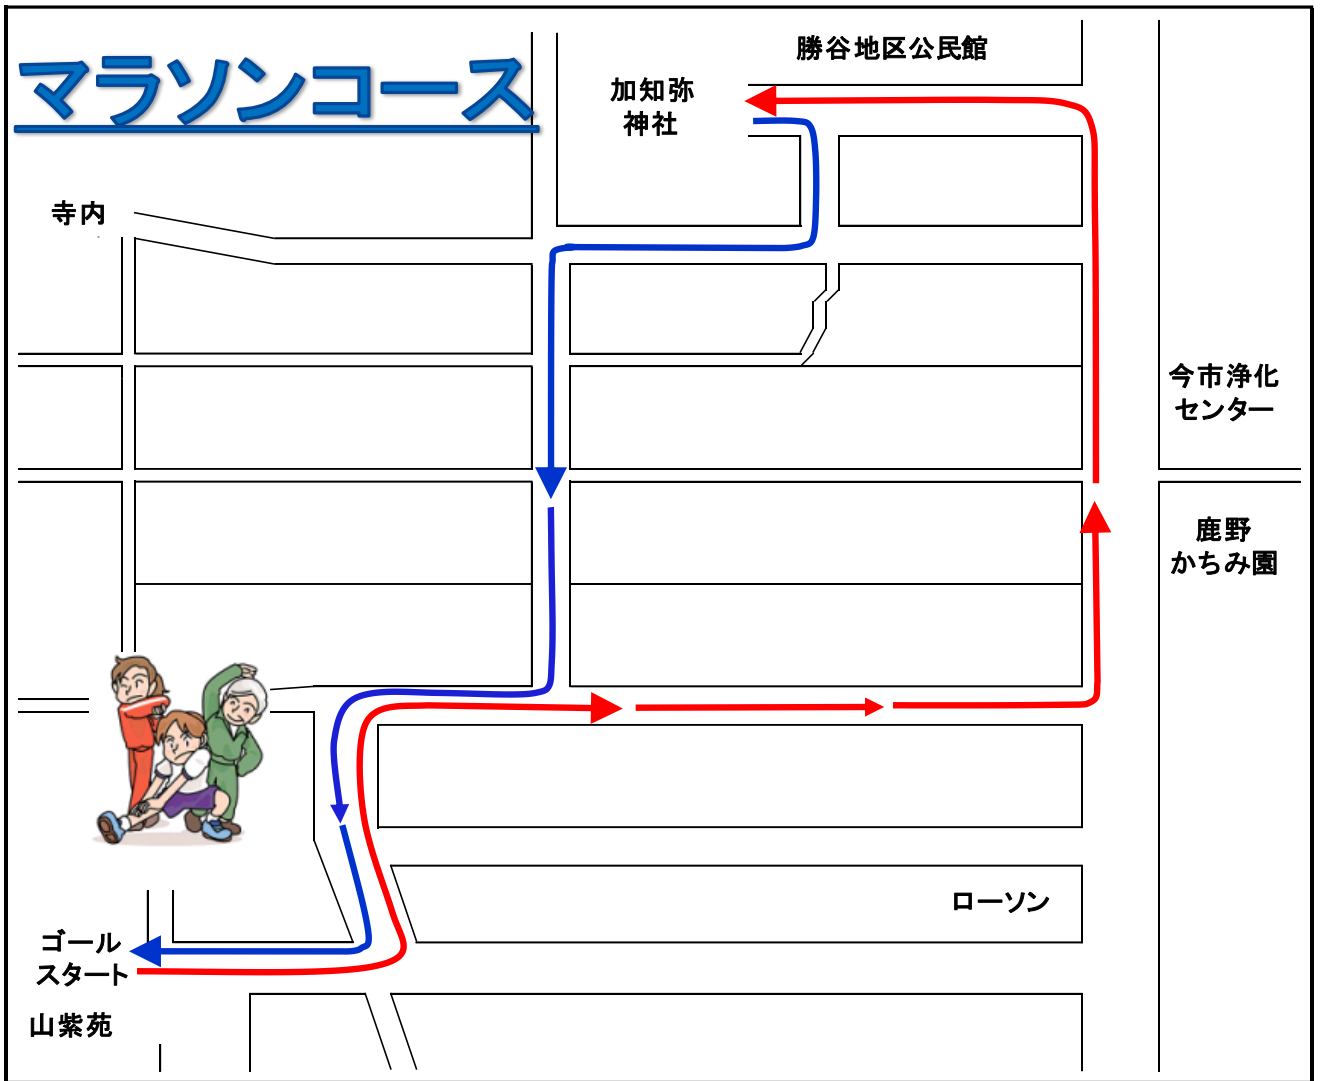 マラソンコース
勝谷地区公民館
加知弥
神社
寺内
今市浄化
センター
鹿野
かちみ園
ローソン
ゴール
スタート
山紫苑